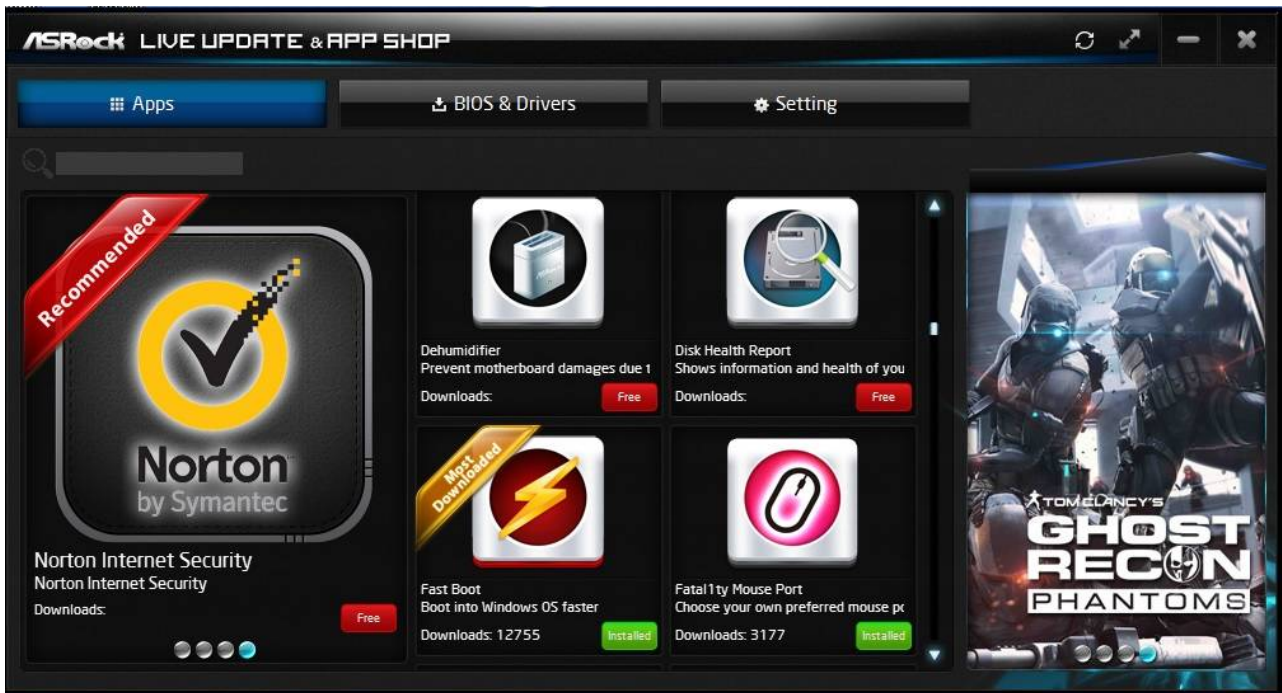 ASRock LIVE UPDATE & APP SHOP
Apps
BIOS & Drivers
Setting
Recommended
Norton
by Symantec
Norton Internet Security
Norton Internet Security
Downloads:
Free
ASRock
Dehumidifier
Prevent motherboard damages due t
Downloads:
Free
Disk Health Report
Shows information and health of you
Downloads:
Free
Most
Downloaded
Fast Boot
Boot into Windows OS faster
Downloads: 12755
Installed
Fatal1ty Mouse Port
Choose your own preferred mouse po
Downloads: 3177
Installed
TOM CLANCY'S
GHOST
RECON
PHANTOMS